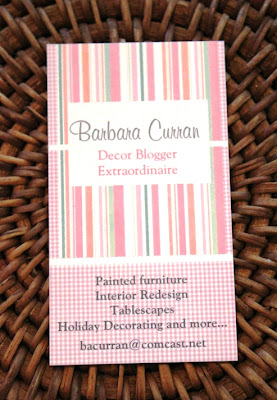 Barbara Curran
Decor Blogger
Extraordinaire
Painted furniture
Interior Redesign
Tablescapes
Holiday Decorating and more...
bacurran@comcast.net